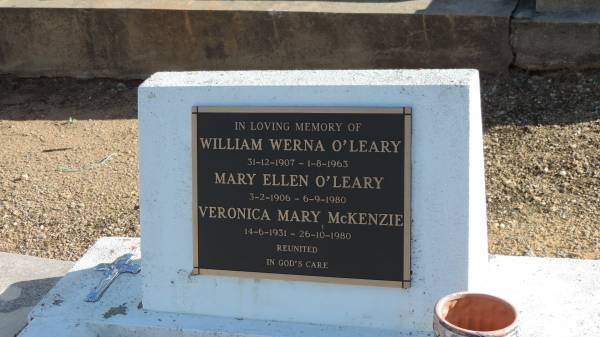 IN LOVING MEMORY OF
WILLIAM WERNA O'LEARY
31-12-1907 - 1-8-1963
MARY ELLEN O'LEARY
3-2-1906 - 6-9-1980
VERONICA MARY McKENZIE
14-6-1931 - 26-10-1980
REUNITED
IN GOD'S CARE